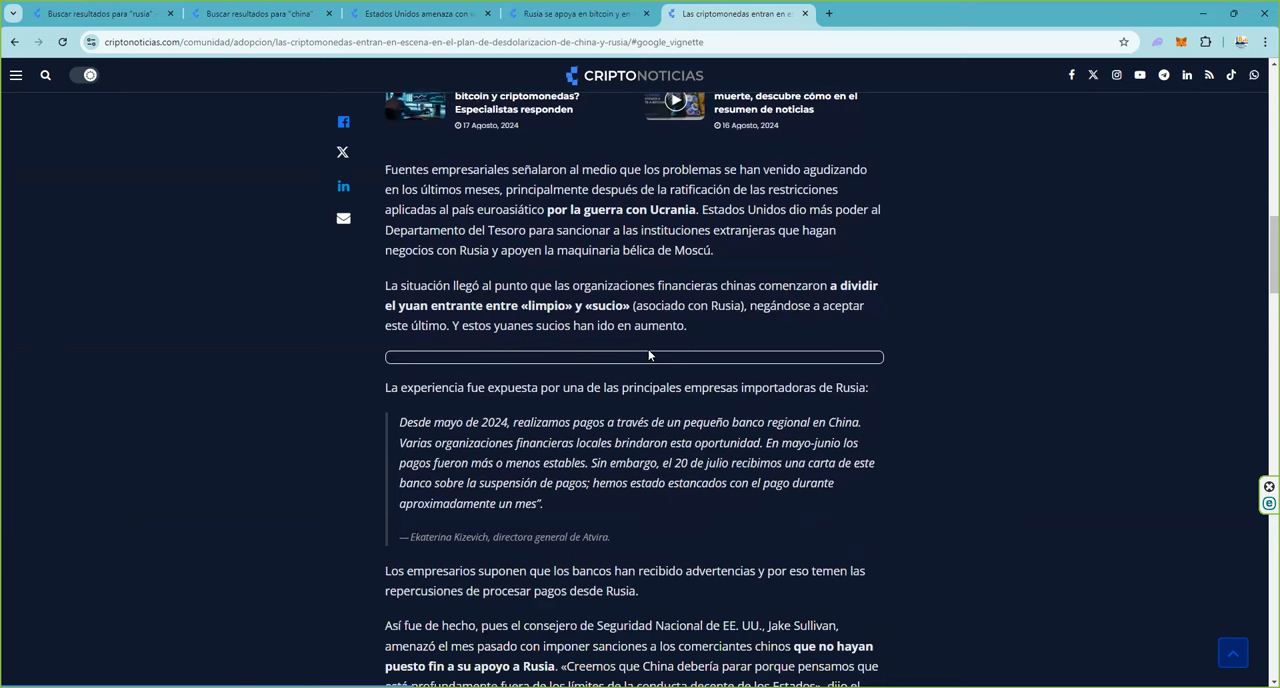 Buscar resultados para "rusia"
Buscar resultados para "china"
Estados Unidos amenaza con v
Rusia se apoya en bitcoin y en
Las criptomonedas entran en e
criptonoticias.com/comunidad/adopcion/las-criptomonedas-entran-en-escena-en-el-plan-de-desdolarizacion-de-china-y-rusia/#google_vignette
CRIPTONOTICIAS
bitcoin y criptomonedas?
Especialistas responden
17 Agosto, 2024
muerte, descubre cómo en el
resumen de noticias
16 Agosto, 2024
Fuentes empresariales señalaron al medio que los problemas se han venido agudizando
en los últimos meses, principalmente después de la ratificación de las restricciones
aplicadas al país euroasiático por la guerra con Ucrania. Estados Unidos dio más poder al
Departamento del Tesoro para sancionar a las instituciones extranjeras que hagan
negocios con Rusia y apoyen la maquinaria bélica de Moscú.
La situación llegó al punto que las organizaciones financieras chinas comenzaron a dividir
el yuan entrante entre «limpio» y «sucio» (asociado con Rusia), negándose a aceptar
este último. Y estos yuanes sucios han ido en aumento.
La experiencia fue expuesta por una de las principales empresas importadoras de Rusia:
Desde mayo de 2024, realizamos pagos a través de un pequeño banco regional en China.
Varias organizaciones financieras locales brindaron esta oportunidad. En mayo-junio los
pagos fueron más o menos estables. Sin embargo, el 20 de julio recibimos una carta de este
banco sobre la suspensión de pagos; hemos estado estancados con el pago durante
aproximadamente un mes”.
— Ekaterina Kizevich, directora general de Atvira.
Los empresarios suponen que los bancos han recibido advertencias y por eso temen las
repercusiones de procesar pagos desde Rusia.
Así fue de hecho, pues el consejero de Seguridad Nacional de EE. UU., Jake Sullivan,
amenazó el mes pasado con imponer sanciones a los comerciantes chinos que no hayan
puesto fin a su apoyo a Rusia. «Creemos que China debería parar porque pensamos que
está profundamente fuera de los límites de la conducta decente de los Estados», dijo el